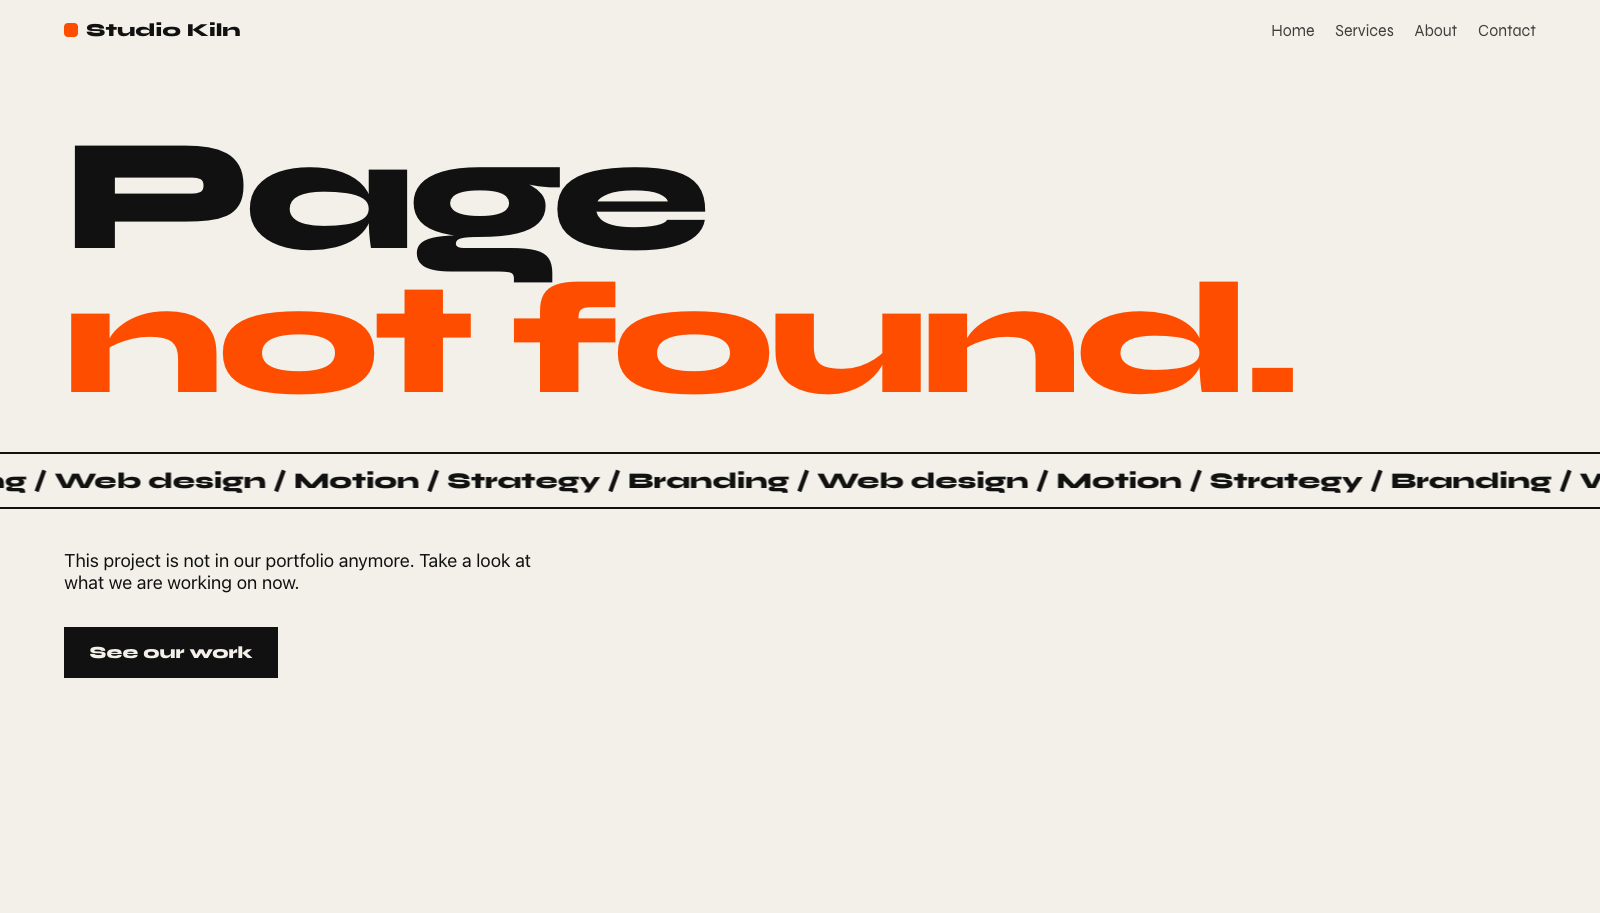 Studio Kiln
Home Services About Contact
Page
not found.
ng / Web design / Motion / Strategy / Branding / Web design / Motion / Strategy / Branding / W
This project is not in our portfolio anymore. Take a look at
what we are working on now.
See our work